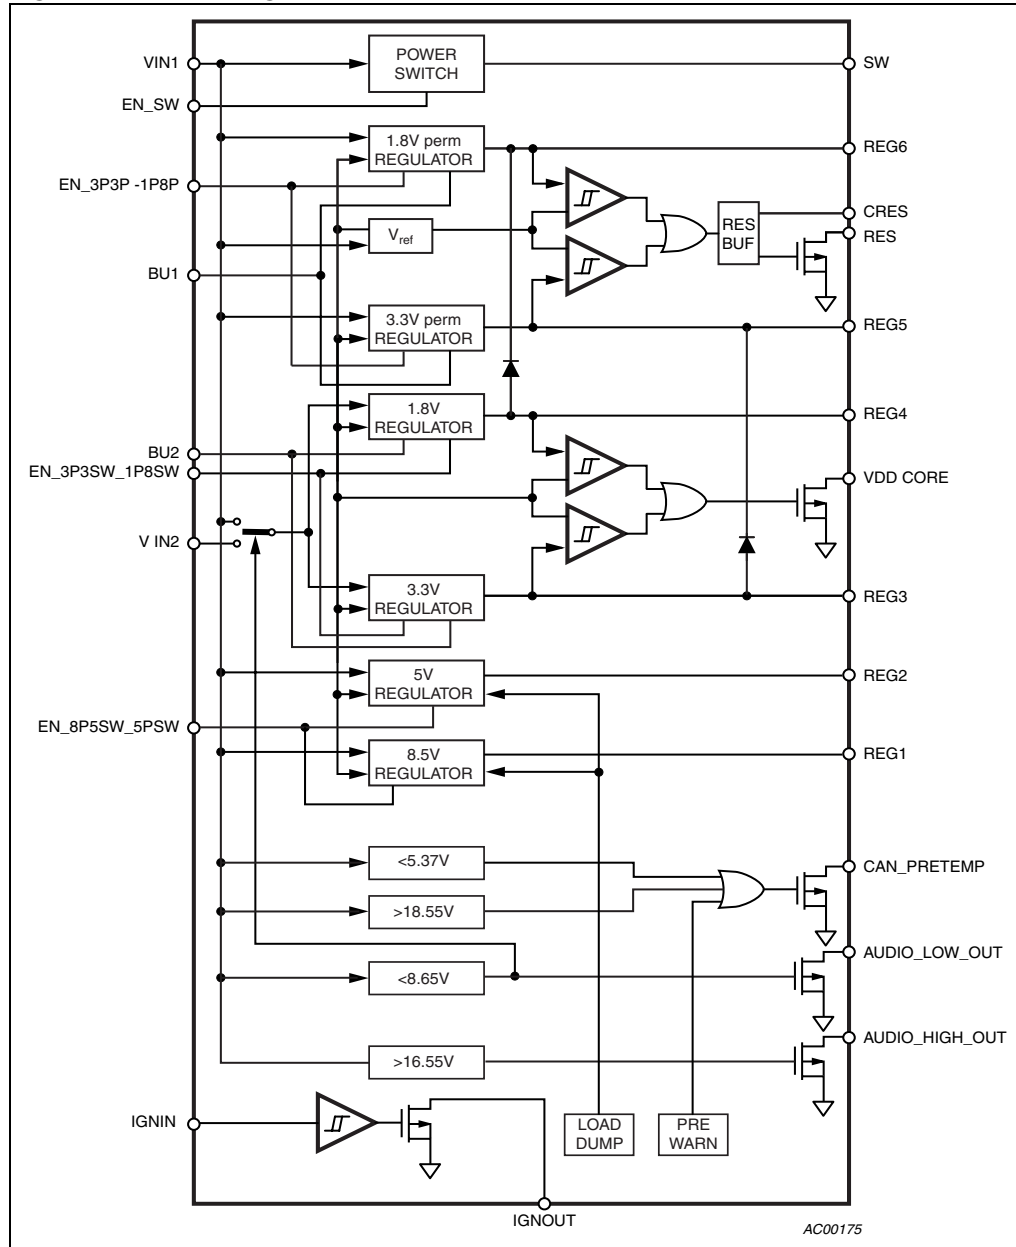 VIN1
POWER
SWITCH
SW
EN_SW
1.8V perm
REGULATOR
REG6
EN_3P3P -1P8P
CRES
RES
BUF
RES
Vref
BU1
3.3V perm
REGULATOR
REG5
1.8V
REGULATOR
REG4
BU2
EN_3P3SW_1P8SW
VDD CORE
V IN2
3.3V
REGULATOR
REG3
5V
REGULATOR
REG2
EN_8P5SW_5PSW
8.5V
REGULATOR
REG1
<5.37V
CAN_PRETEMP
>18.55V
AUDIO_LOW_OUT
<8.65V
AUDIO_HIGH_OUT
>16.55V
IGNIN
LOAD
DUMP
PRE
WARN
IGNOUT
AC00175